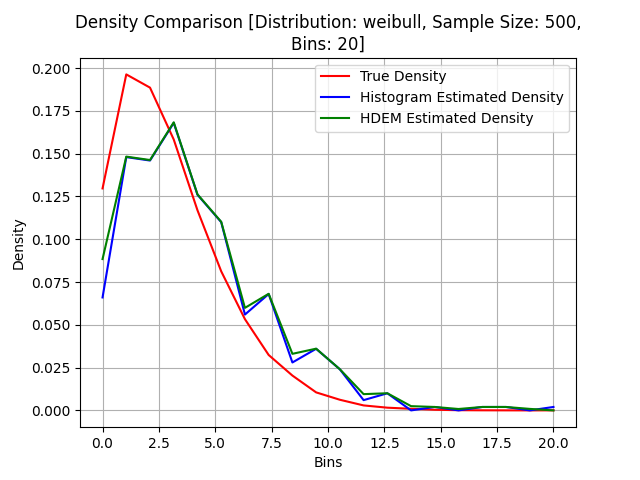 Density Comparison [Distribution: weibull, Sample Size: 500,
Bins: 20]
True Density
Histogram Estimated Density
HDEM Estimated Density
Density
0.200
0.175
0.150
0.125
0.100
0.075
0.050
0.025
0.000
0.0 2.5 5.0 7.5 10.0 12.5 15.0 17.5 20.0
Bins